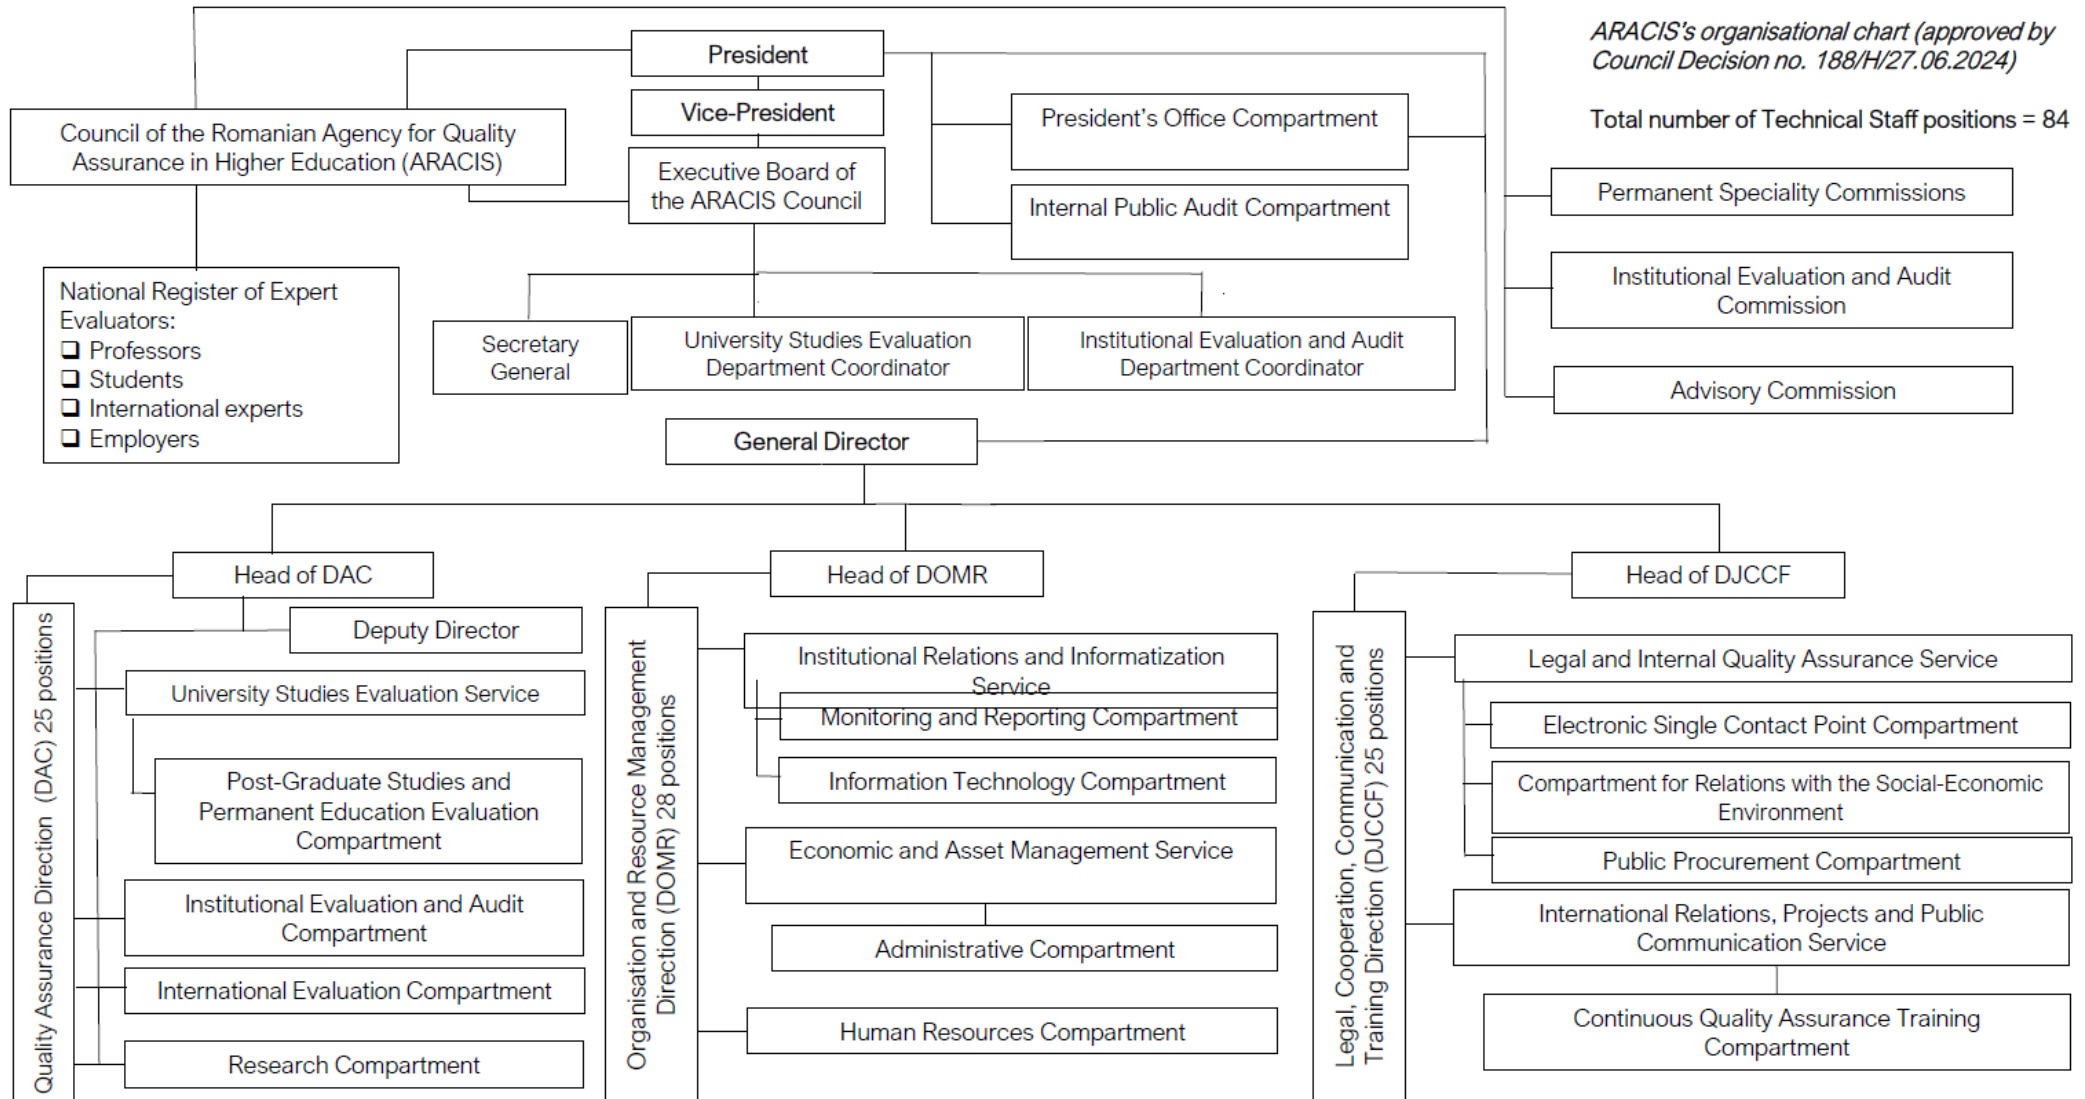 ARACIS's organisational chart (approved by
Council Decision no. 188/H/27.06.2024)
Total number of Technical Staff positions = 84
President
Vice-President
Executive Board of
the ARACIS Council
Council of the Romanian Agency for Quality
Assurance in Higher Education (ARACIS)
President's Office Compartment
Internal Public Audit Compartment
Permanent Speciality Commissions
Institutional Evaluation and Audit
Commission
Advisory Commission
National Register of Expert
Evaluators:
❑ Professors
❑ Students
❑ International experts
❑ Employers
Secretary
General
University Studies Evaluation
Department Coordinator
Institutional Evaluation and Audit
Department Coordinator
General Director
Head of DAC
Head of DOMR
Head of DJCCF
Quality Assurance Direction (DAC) 25 positions
Deputy Director
University Studies Evaluation Service
Post-Graduate Studies and
Permanent Education Evaluation
Compartment
Institutional Evaluation and Audit
Compartment
International Evaluation Compartment
Research Compartment
Organisation and Resource Management
Direction (DOMR) 28 positions
Institutional Relations and Informatization
Service
Monitoring and Reporting Compartment
Information Technology Compartment
Economic and Asset Management Service
Administrative Compartment
Human Resources Compartment
Legal, Cooperation, Communication and
Training Direction (DJCCF) 25 positions
Legal and Internal Quality Assurance Service
Electronic Single Contact Point Compartment
Compartment for Relations with the Social-Economic
Environment
Public Procurement Compartment
International Relations, Projects and Public
Communication Service
Continuous Quality Assurance Training
Compartment